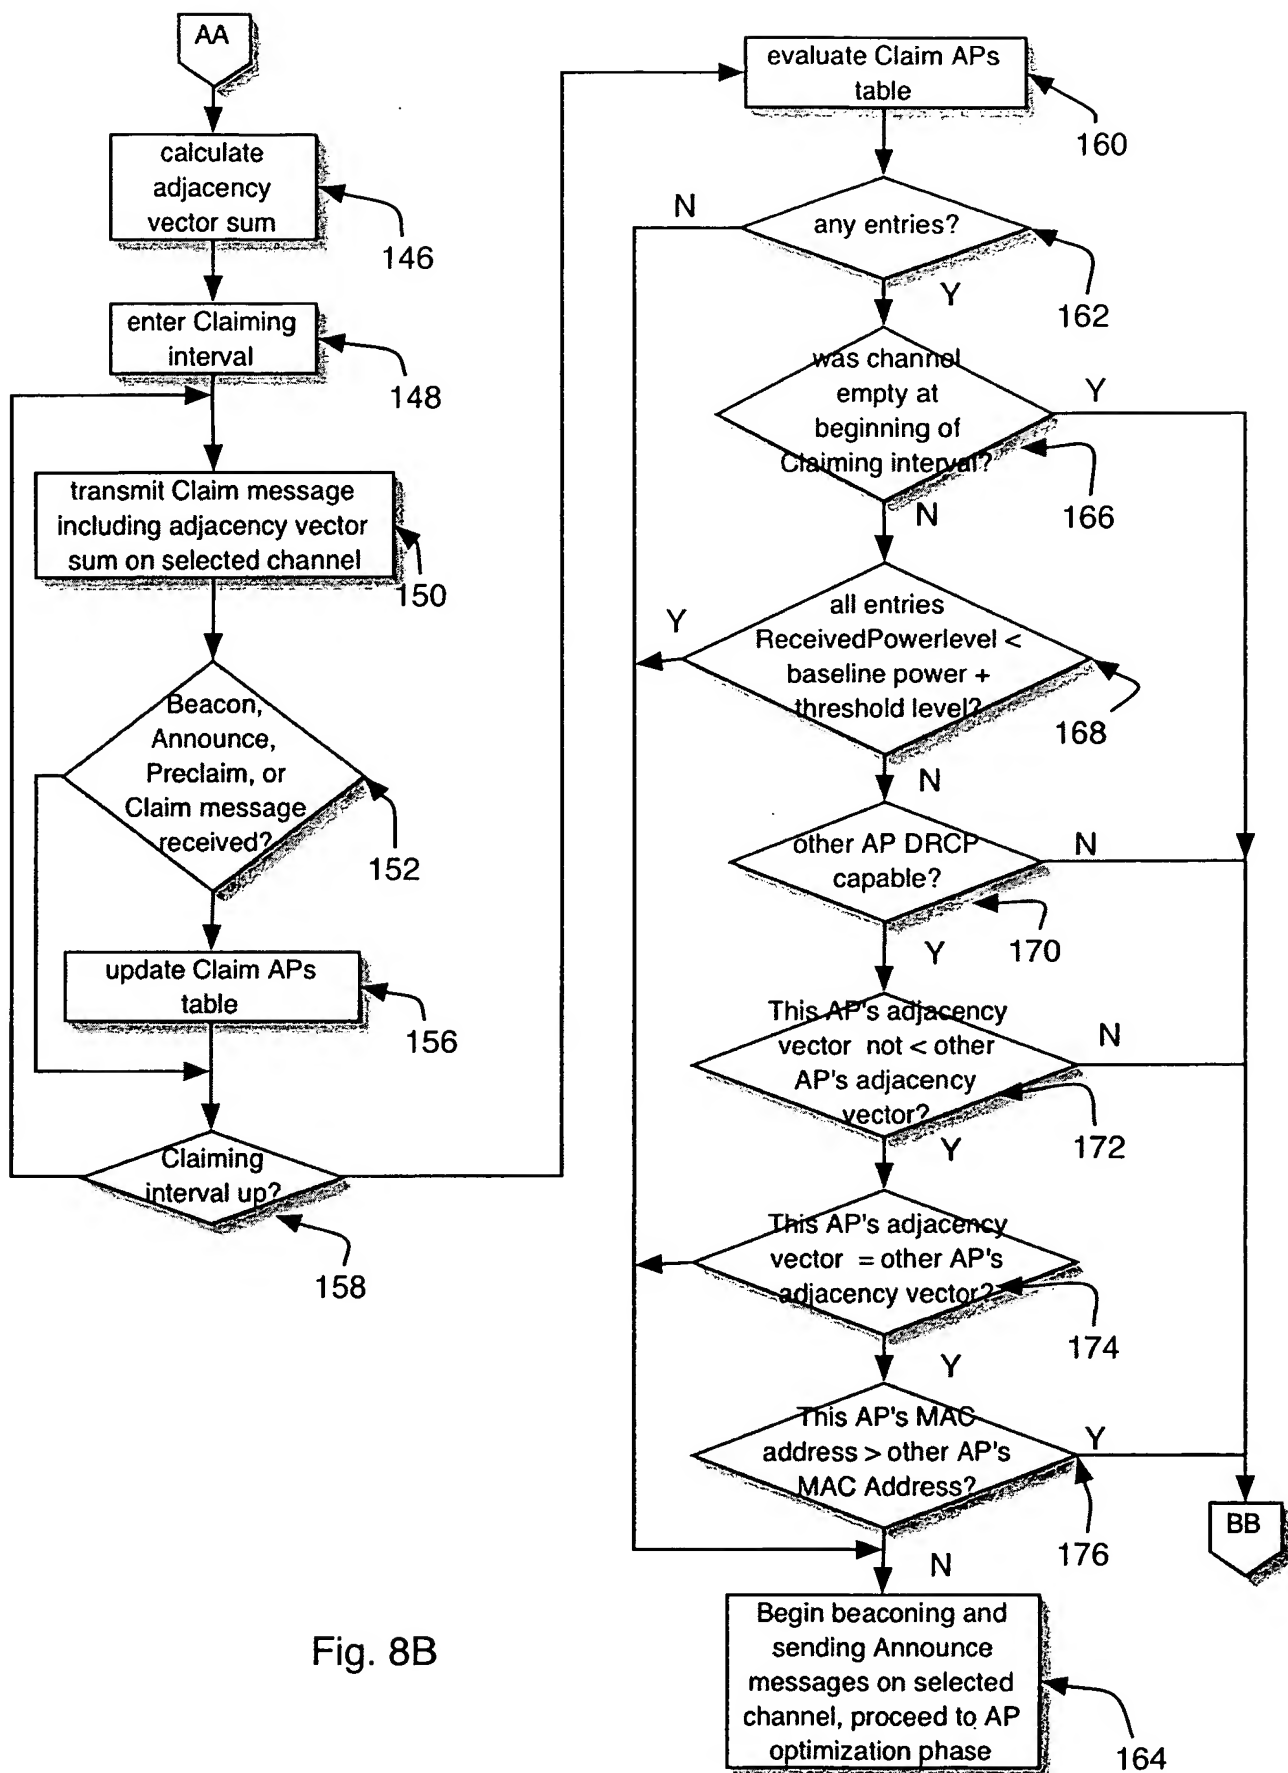 AA
calculate
adjacency
vector sum
146
enter Claiming
interval
148
transmit Claim message
including adjacency vector
sum on selected channel
150
Beacon,
Announce,
Preclaim, or
Claim message
received?
152
update Claim APs
table
156
Claiming
interval up?
158
evaluate Claim APs
table
160
any entries?
N
Y
162
was channel
empty at
beginning of
Claiming interval?
Y
N
166
all entries
ReceivedPowerlevel <
baseline power +
threshold level?
Y
N
168
other AP DRCP
capable?
N
Y
170
This AP's adjacency
vector not < other
AP's adjacency
vector?
N
Y
172
This AP's adjacency
vector = other AP's
adjacency vector?
Y
174
This AP's MAC
address > other AP's
MAC Address?
Y
N
176
BB
Begin beaconing and
sending Announce
messages on selected
channel, proceed to AP
optimization phase
164
Fig. 8B